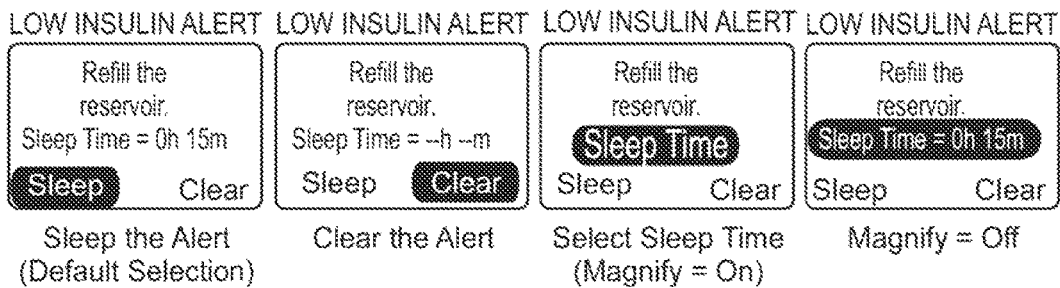 LOW INSULIN ALERT
Refill the
reservoir.
Sleep Time = 0h 15m
Sleep Clear
Sleep the Alert
(Default Selection)
LOW INSULIN ALERT
Refill the
reservoir.
Sleep Time = --h --m
Sleep Clear
Clear the Alert
LOW INSULIN ALERT
Refill the
reservoir.
Sleep Time
Sleep Clear
Select Sleep Time
(Magnify = On)
LOW INSULIN ALERT
Refill the
reservoir.
Sleep Time = 0h 15m
Sleep Clear
Magnify = Off